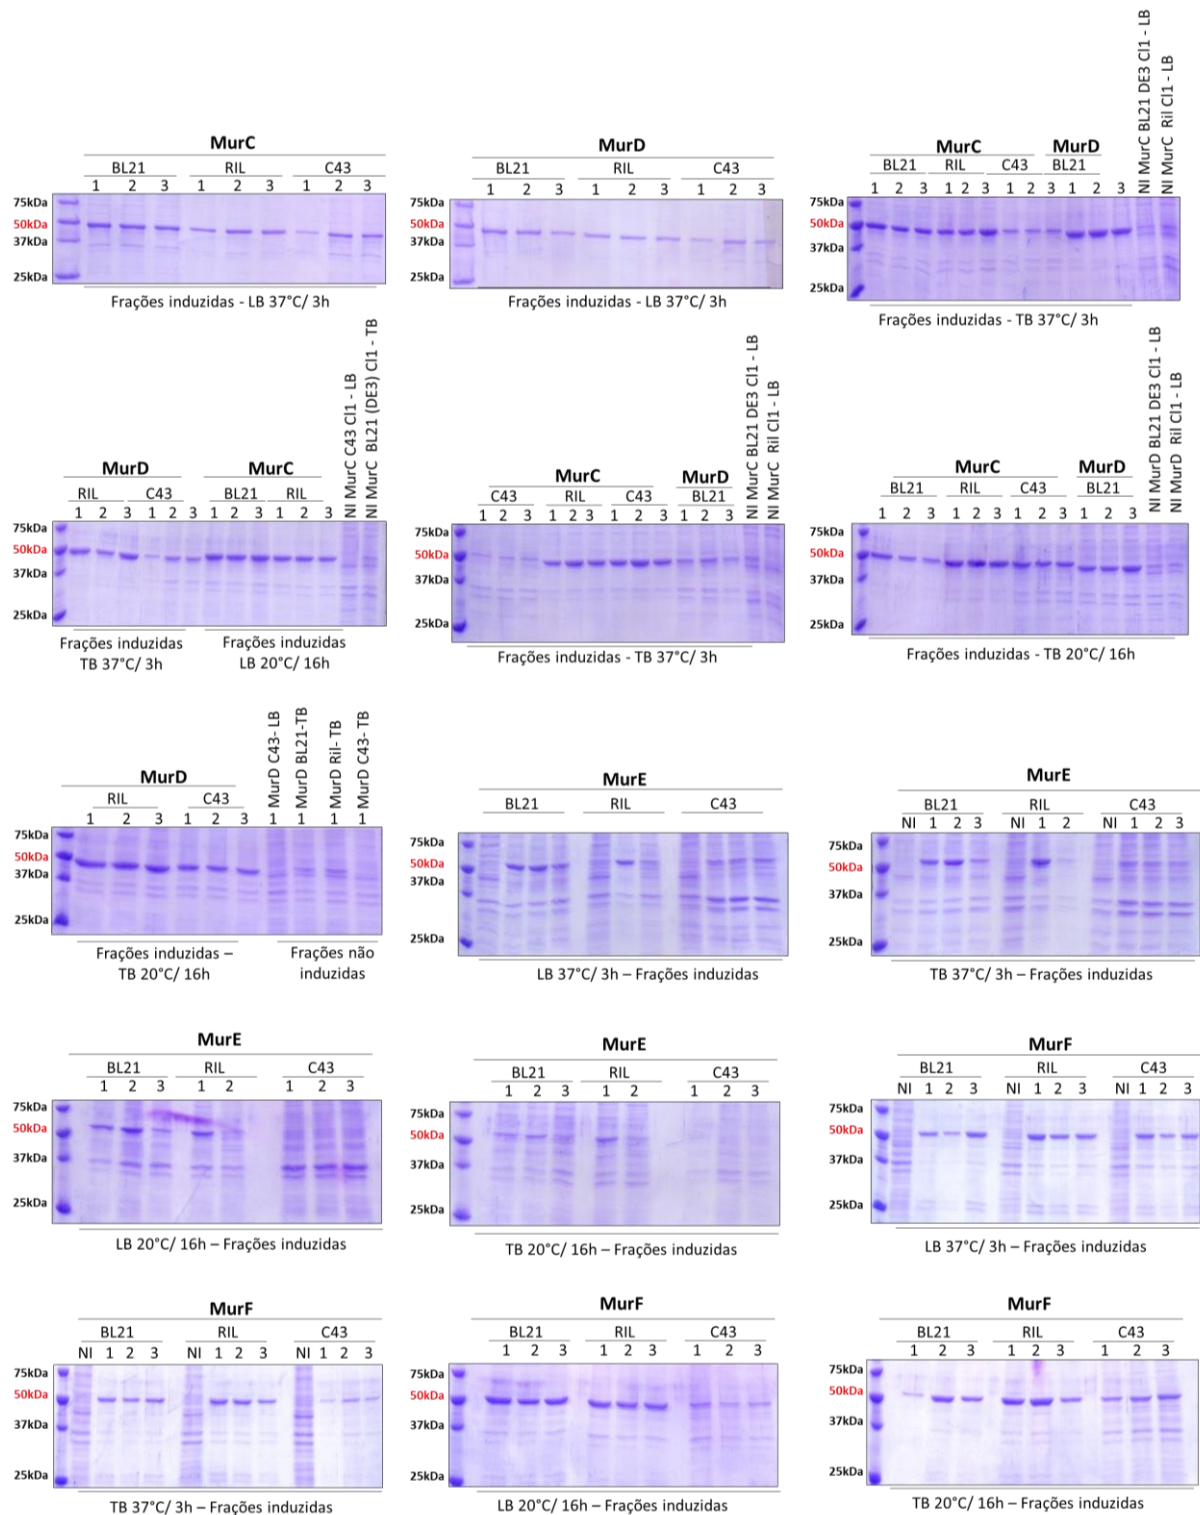 MurC
BL21 RIL C43
1 2 3 1 2 3 1 2 3
75kDa
50kDa
37kDa
25kDa
Frações induzidas - LB 37°C/ 3h
MurD
BL21 RIL C43
1 2 3 1 2 3 1 2 3
75kDa
50kDa
37kDa
25kDa
Frações induzidas - LB 37°C/ 3h
MurC MurD
BL21 RIL C43 BL21
1 2 3 1 2 3 1 2 3 1 2 3
NI MurC BL21 DE3 Cl1 - LB
NI MurC Ril Cl1 - LB
75kDa
50kDa
37kDa
25kDa
Frações induzidas - TB 37°C/ 3h
MurD MurC
RIL C43 BL21 RIL
1 2 3 1 2 3 1 2 3 1 2 3
NI MurC C43 Cl1 - LB
NI MurC BL21 (DE3) Cl1 - TB
75kDa
50kDa
37kDa
25kDa
Frações induzidas
TB 37°C/ 3h
Frações induzidas
LB 20°C/ 16h
MurC MurD
C43 RIL C43 BL21
1 2 3 1 2 3 1 2 3 1 2 3
NI MurC BL21 DE3 Cl1 - LB
NI MurC Ril Cl1 - LB
75kDa
50kDa
37kDa
25kDa
Frações induzidas - TB 37°C/ 3h
MurC MurD
BL21 RIL C43 BL21
1 2 3 1 2 3 1 2 3 1 2 3
NI MurD BL21 DE3 Cl1 - LB
NI MurD Ril Cl1 - LB
75kDa
50kDa
37kDa
25kDa
Frações induzidas - TB 20°C/ 16h
MurD
RIL C43
1 2 3 1 2 3 1 1 1 1
MurD C43- LB
MurD BL21-TB
MurD Ril- TB
MurD C43- TB
75kDa
50kDa
37kDa
25kDa
Frações induzidas –
TB 20°C/ 16h
Frações não
induzidas
MurE
BL21 RIL C43
75kDa
50kDa
37kDa
25kDa
LB 37°C/ 3h – Frações induzidas
MurE
BL21 RIL C43
NI 1 2 3 NI 1 2 NI 1 2 3
75kDa
50kDa
37kDa
25kDa
TB 37°C/ 3h – Frações induzidas
MurE
BL21 RIL C43
1 2 3 1 2 1 2 3
75kDa
50kDa
37kDa
25kDa
LB 20°C/ 16h – Frações induzidas
MurE
BL21 RIL C43
1 2 3 1 2 1 2 3
75kDa
50kDa
37kDa
25kDa
TB 20°C/ 16h – Frações induzidas
MurF
BL21 RIL C43
NI 1 2 3 NI 1 2 3 NI 1 2 3
75kDa
50kDa
37kDa
25kDa
LB 37°C/ 3h – Frações induzidas
MurF
BL21 RIL C43
NI 1 2 3 NI 1 2 3 NI 1 2 3
75kDa
50kDa
37kDa
25kDa
TB 37°C/ 3h – Frações induzidas
MurF
BL21 RIL C43
1 2 3 1 2 3 1 2 3
75kDa
50kDa
37kDa
25kDa
LB 20°C/ 16h – Frações induzidas
MurF
BL21 RIL C43
1 2 3 1 2 3 1 2 3
75kDa
50kDa
37kDa
25kDa
TB 20°C/ 16h – Frações induzidas